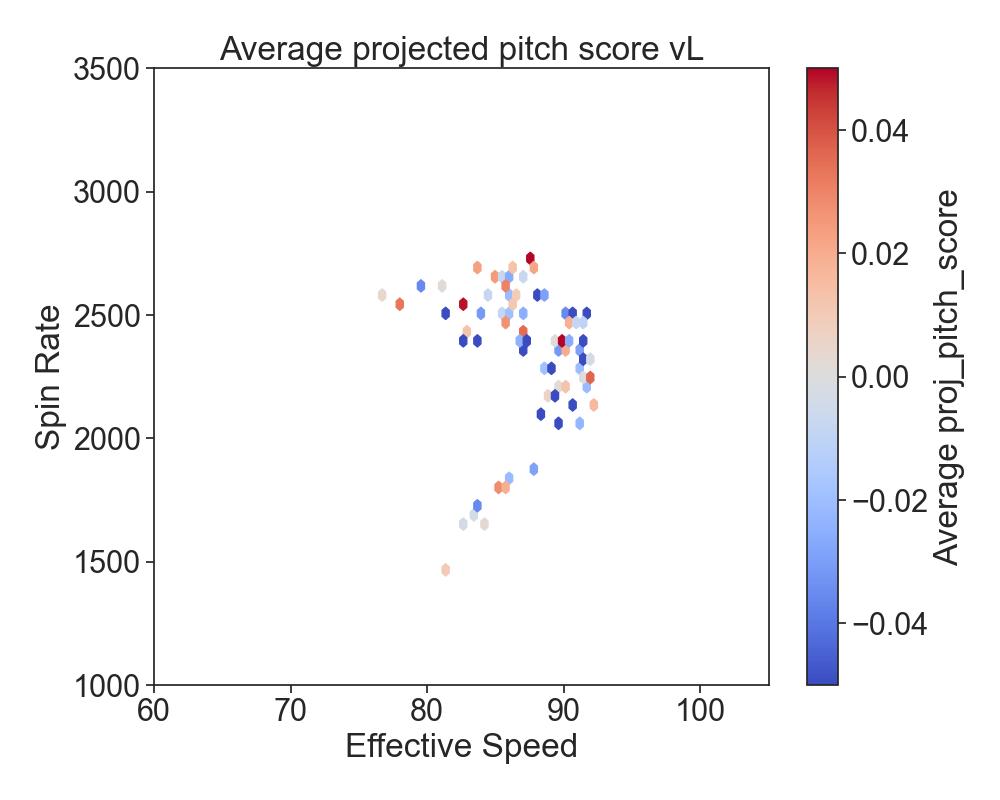 Average projected pitch score vL
3500
3000
2500
2000
1500
1000
Spin Rate
60 70 80 90 100
Effective Speed
0.04
0.02
0.00
−0.02
−0.04
Average proj_pitch_score